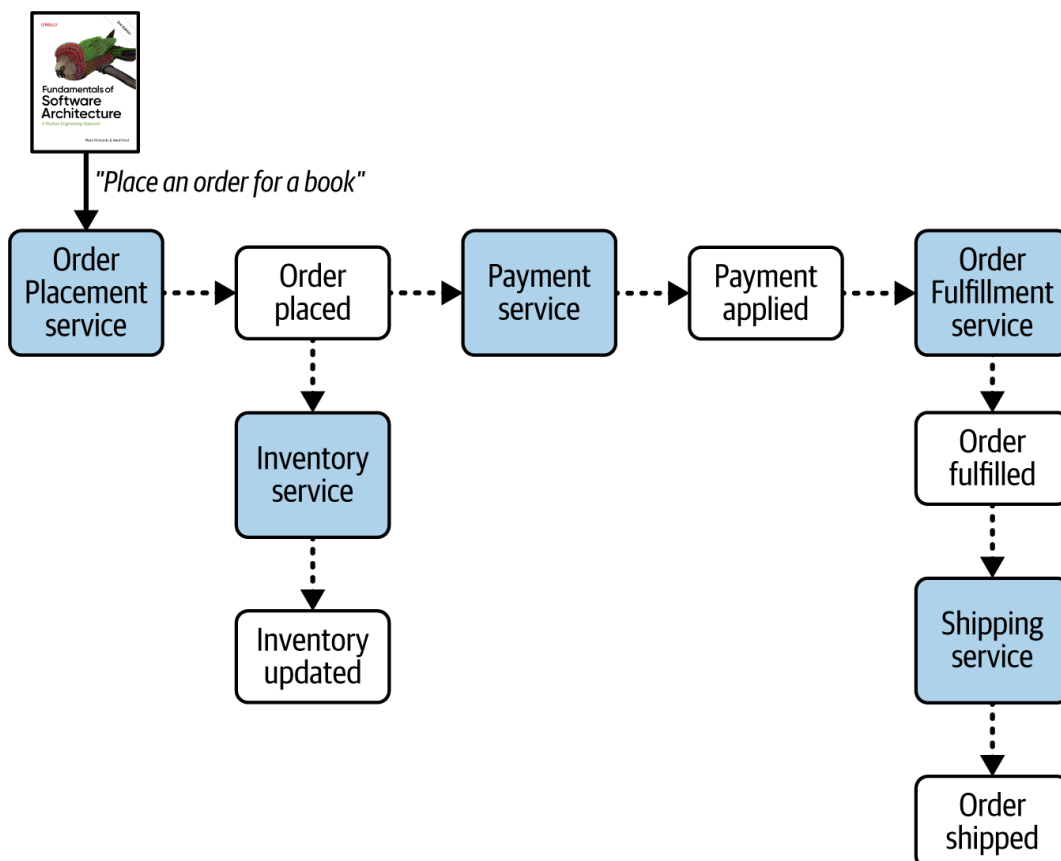 O'REILLY
2nd Edition
Fundamentals of
Software
Architecture
A Modern Engineering Approach
Mark Richards & Neal Ford
"Place an order for a book"
Order
Placement
service
Order
placed
Payment
service
Payment
applied
Order
Fulfillment
service
Inventory
service
Order
fulfilled
Inventory
updated
Shipping
service
Order
shipped